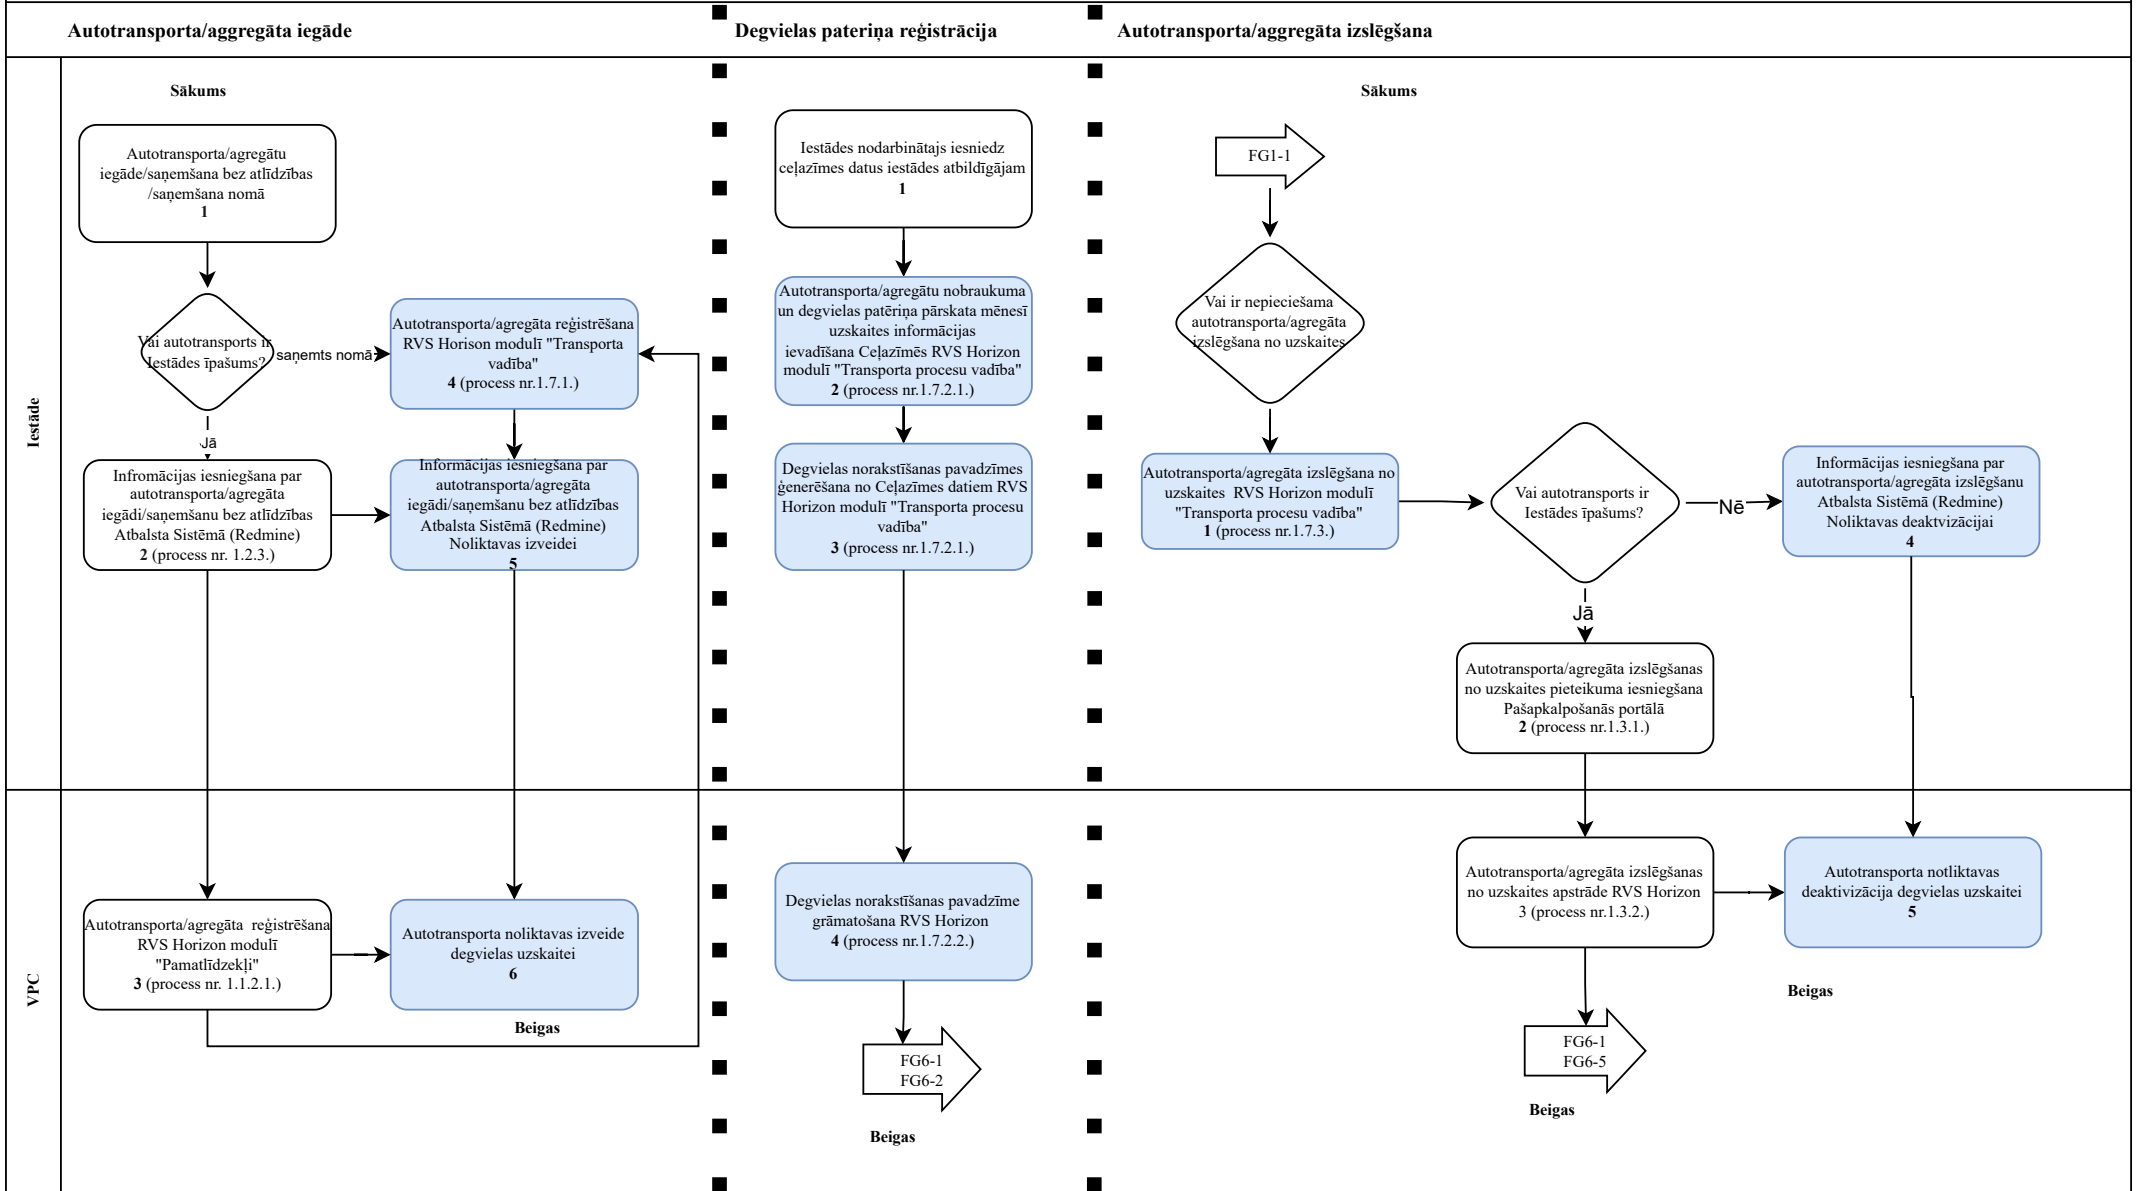 Autotransporta/aggregāta iegāde
Degvielas pateriņa reģistrācija
Autotransporta/aggregāta izslēgšana
Iestāde
Sākums
Autotransporta/agregātu
iegāde/saņemšana bez atlīdzības
/saņemšana nomā
1
Vai autotransports ir
Iestādes īpašums?
saņemts nomā
Jā
Autotransporta/agregāta reģistrēšana
RVS Horison modulī "Transporta
vadība"
4 (process nr.1.7.1.)
Infromācijas iesniegšana par
autotransporta/agregāta
iegādi/saņemšanu bez atlīdzības
Atbalsta Sistēmā (Redmine)
2 (process nr. 1.2.3.)
Informācijas iesniegšana par
autotransporta/agregāta
iegādi/saņemšanu bez atlīdzības
Atbalsta Sistēmā (Redmine)
Noliktavas izveidei
5
Iestādes nodarbinātajs iesniedz
ceļazīmes datus iestādes atbildīgājam
1
Autotransporta/agregātu nobraukuma
un degvielas patēriņa pārskata mēnesī
uzskaites informācijas
ievadīšana Ceļazīmēs RVS Horizon
modulī "Transporta procesu vadība"
2 (process nr.1.7.2.1.)
Degvielas norakstīšanas pavadzīmes
ģenerēšana no Ceļazīmes datiem RVS
Horizon modulī "Transporta procesu
vadība"
3 (process nr.1.7.2.1.)
Sākums
FG1-1
Vai ir nepieciešama
autotransporta/agregāta
izslēgšana no uzskaites
Autotransporta/agregāta izslēgšana no
uzskaites RVS Horizon modulī
"Transporta procesu vadība"
1 (process nr.1.7.3.)
Vai autotransports ir
Iestādes īpašums?
Nē
Jā
Informācijas iesniegšana par
autotransporta/agregāta izslēgšanu
Atbalsta Sistēmā (Redmine)
Noliktavas deaktvizācijai
4
Autotransporta/agregāta izslēgšanas
no uzskaites pieteikuma iesniegšana
Pašapkalpošanās portālā
2 (process nr.1.3.1.)
VPC
Autotransporta/agregāta reģistrēšana
RVS Horizon modulī
"Pamatlīdzekļi"
3 (process nr. 1.1.2.1.)
Autotransporta noliktavas izveide
degvielas uzskaitei
6
Beigas
Degvielas norakstīšanas pavadzīme
grāmatošana RVS Horizon
4 (process nr.1.7.2.2.)
FG6-1
FG6-2
Beigas
Autotransporta/agregāta izslēgšanas
no uzskaites apstrāde RVS Horizon
3 (process nr.1.3.2.)
Autotransporta notliktavas
deaktivizācija degvielas uzskaitei
5
Beigas
FG6-1
FG6-5
Beigas